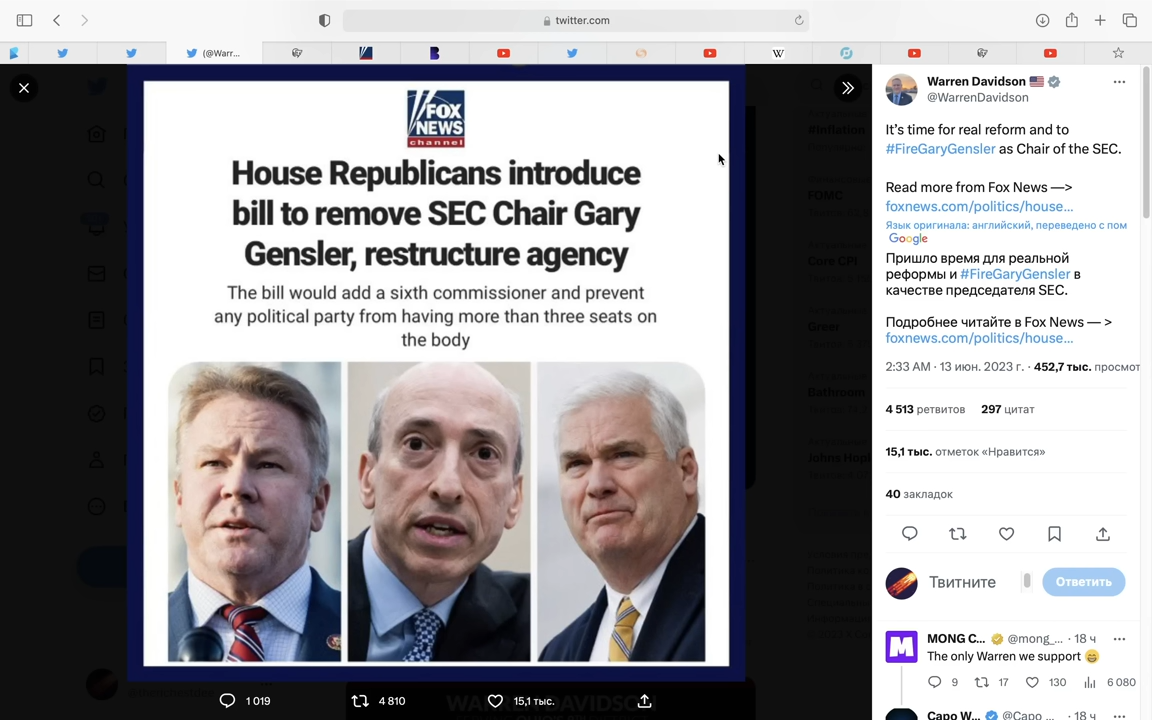 twitter.com
(@Warr...
W
FOX
NEWS
channel
House Republicans introduce
bill to remove SEC Chair Gary
Gensler, restructure agency
The bill would add a sixth commissioner and prevent
any political party from having more than three seats on
the body
1 019
4 810
15,1 тыс.
#Inflation
FOMC
Core CPI
Greer
Bathroom
Warren Davidson
@WarrenDavidson
It's time for real reform and to
#FireGaryGensler as Chair of the SEC.
Read more from Fox News —>
foxnews.com/politics/house...
Язык оригинала: английский, переведено с пом
Google
Пришло время для реальной
реформы и #FireGaryGensler в
качестве председателя SEC.
Подробнее читайте в Fox News — >
foxnews.com/politics/house...
2:33 AM · 13 июн. 2023 г. · 452,7 тыс. просмот
4 513 ретвитов 297 цитат
15,1 тыс. отметок «Нравится»
40 закладок
Твитните
Ответить
MONG C... @mong_... · 18 ч
The only Warren we support
9 17 130 6 080
Capo W... @Capo ... · 18 ч